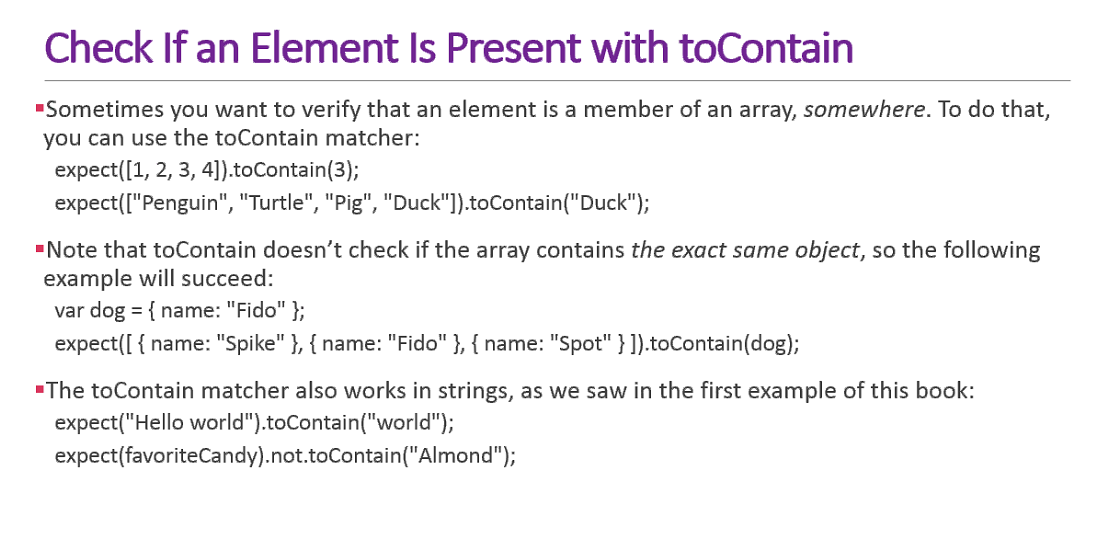 Check If an Element Is Present with toContain
▪Sometimes you want to verify that an element is a member of an array, somewhere. To do that,
you can use the toContain matcher:
expect([1, 2, 3, 4]).toContain(3);
expect(["Penguin", "Turtle", "Pig", "Duck"]).toContain("Duck");
▪Note that toContain doesn’t check if the array contains the exact same object, so the following
example will succeed:
var dog = { name: "Fido" };
expect([ { name: "Spike" }, { name: "Fido" }, { name: "Spot" } ]).toContain(dog);
▪The toContain matcher also works in strings, as we saw in the first example of this book:
expect("Hello world").toContain("world");
expect(favoriteCandy).not.toContain("Almond");